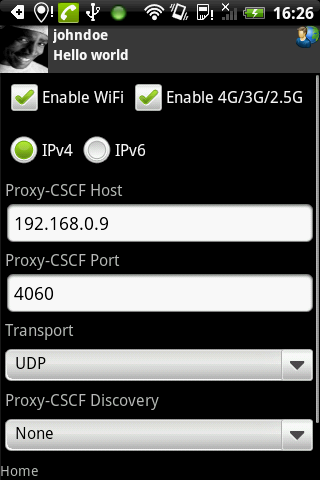 16:26
johndoe
Hello world
Enable WiFi Enable 4G/3G/2.5G
IPv4 IPv6
Proxy-CSCF Host
192.168.0.9
Proxy-CSCF Port
4060
Transport
UDP
Proxy-CSCF Discovery
None
Home